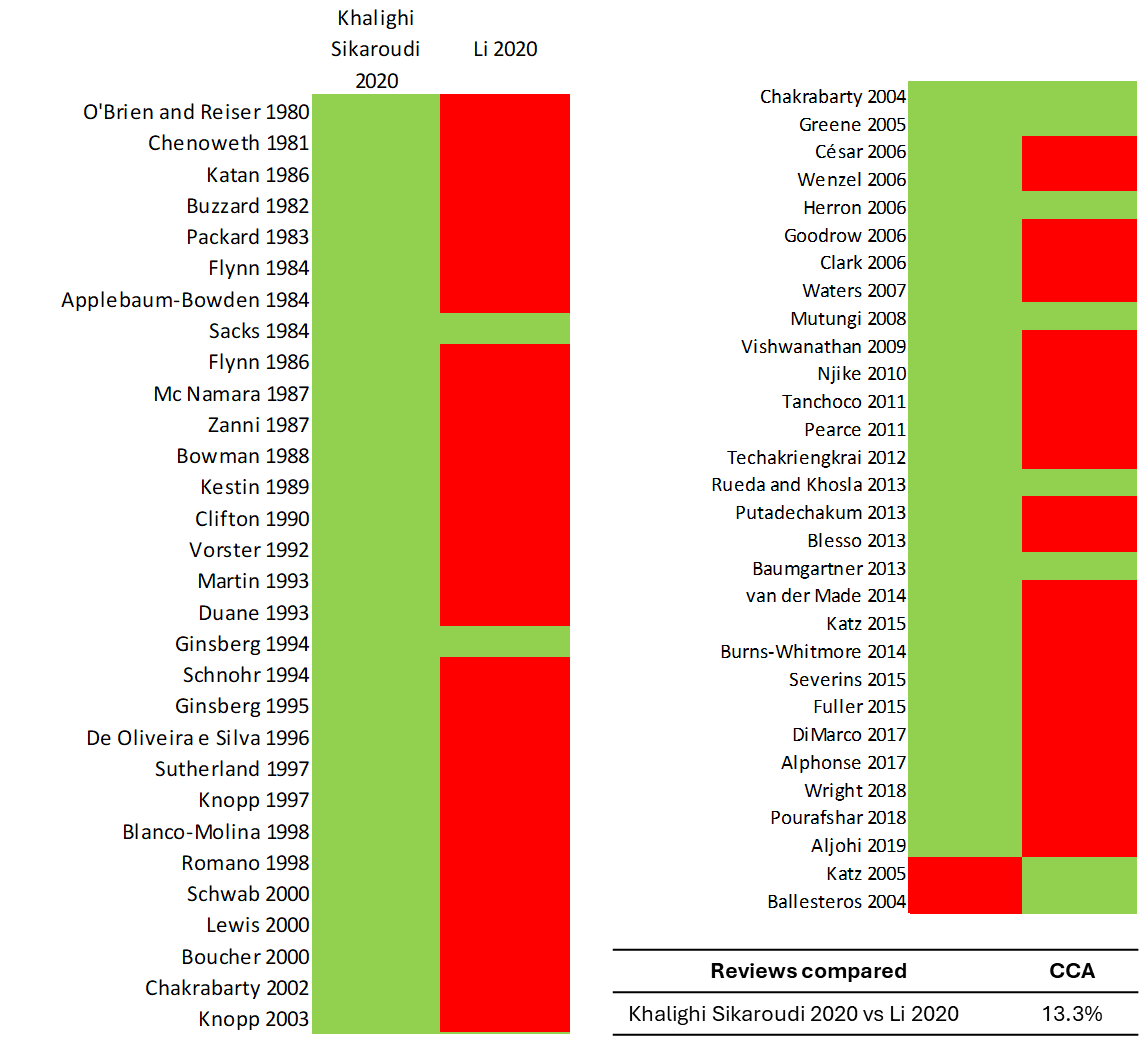 Khalighi
Sikaroudi
2020
Li 2020
O'Brien and Reiser 1980
Chenoweth 1981
Katan 1986
Buzzard 1982
Packard 1983
Flynn 1984
Applebaum-Bowden 1984
Sacks 1984
Flynn 1986
Mc Namara 1987
Zanni 1987
Bowman 1988
Kestin 1989
Clifton 1990
Vorster 1992
Martin 1993
Duane 1993
Ginsberg 1994
Schnohr 1994
Ginsberg 1995
De Oliveira e Silva 1996
Sutherland 1997
Knopp 1997
Blanco-Molina 1998
Romano 1998
Schwab 2000
Lewis 2000
Boucher 2000
Chakrabarty 2002
Knopp 2003
Chakrabarty 2004
Greene 2005
César 2006
Wenzel 2006
Herron 2006
Goodrow 2006
Clark 2006
Waters 2007
Mutungi 2008
Vishwanathan 2009
Njike 2010
Tanchoco 2011
Pearce 2011
Techakriengkrai 2012
Rueda and Khosla 2013
Putadechakum 2013
Blesso 2013
Baumgartner 2013
van der Made 2014
Katz 2015
Burns-Whitmore 2014
Severins 2015
Fuller 2015
DiMarco 2017
Alphonse 2017
Wright 2018
Pourafshar 2018
Aljohi 2019
Katz 2005
Ballesteros 2004
Reviews compared CCA
Khalighi Sikaroudi 2020 vs Li 2020 13.3%